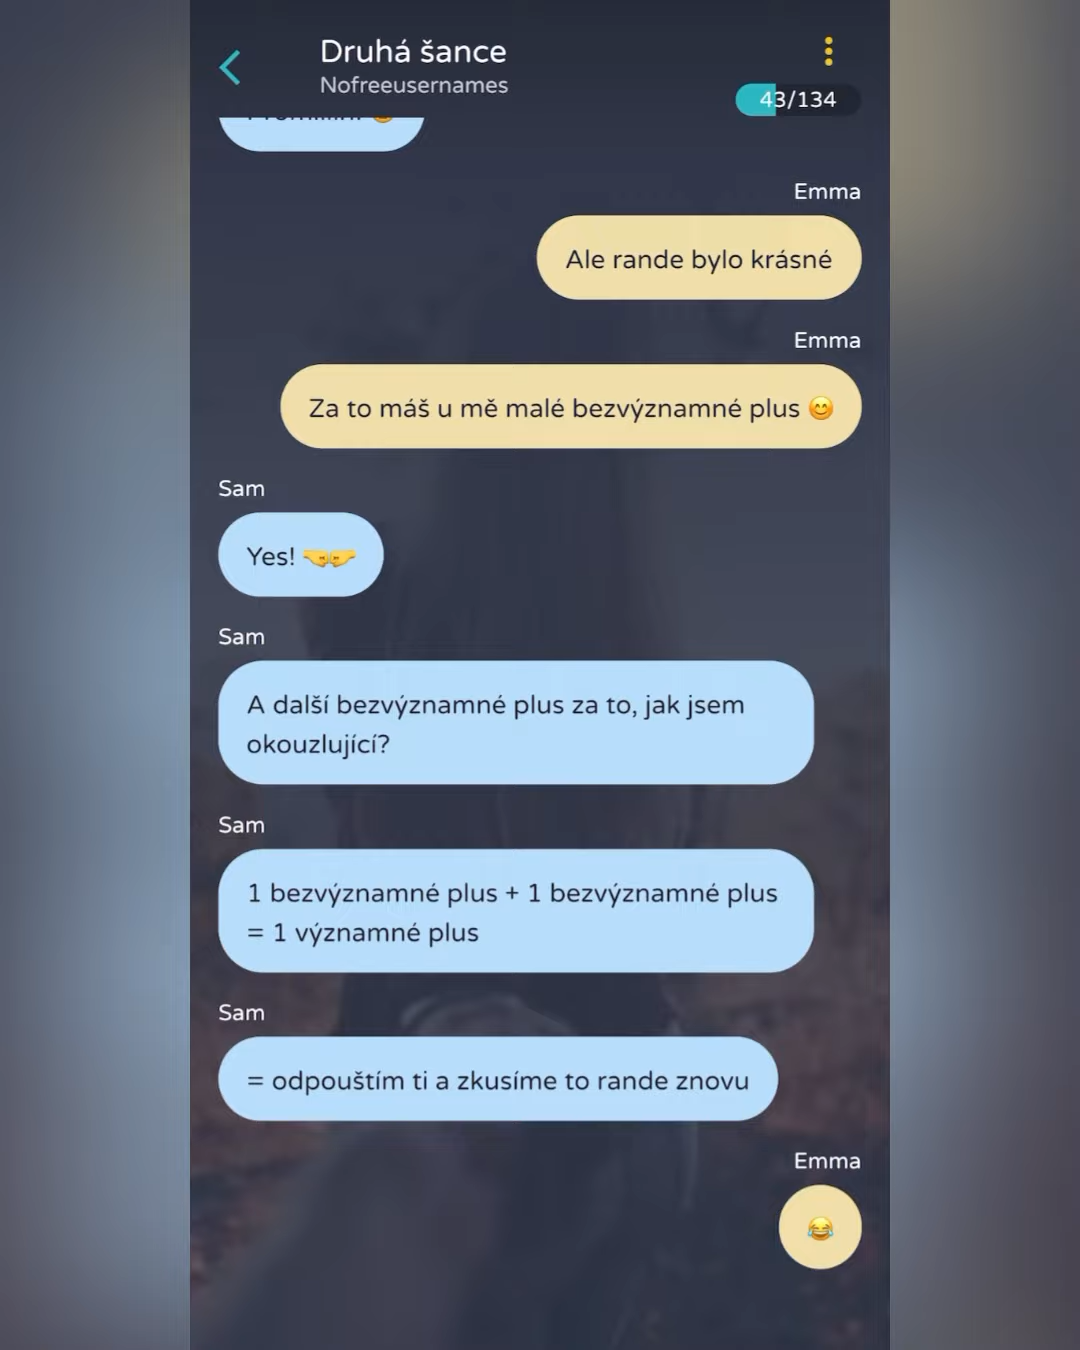 Druhá šance
Nofreeusernames
43/134
Emma
Ale rande bylo krásné
Emma
Za to máš u mě malé bezvýznamné plus 😊
Sam
Yes! 🤜🤛
Sam
A další bezvýznamné plus za to, jak jsem
okouzlující?
Sam
1 bezvýznamné plus + 1 bezvýznamné plus
= 1 významné plus
Sam
= odpouštím ti a zkusíme to rande znovu
Emma
😂